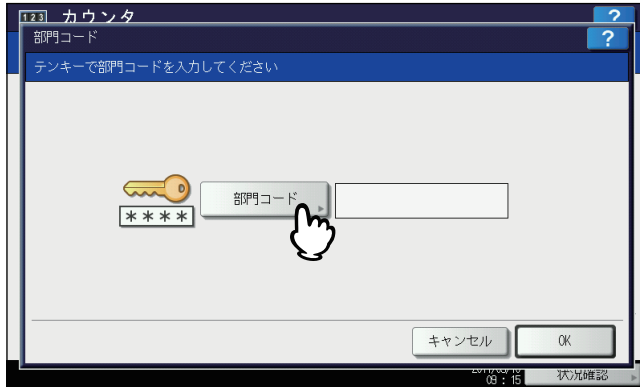 123 カウンタ ?
部門コード ?
テンキーで部門コードを入力してください
部門コード
****
キャンセル OK
09 : 15 状況確認